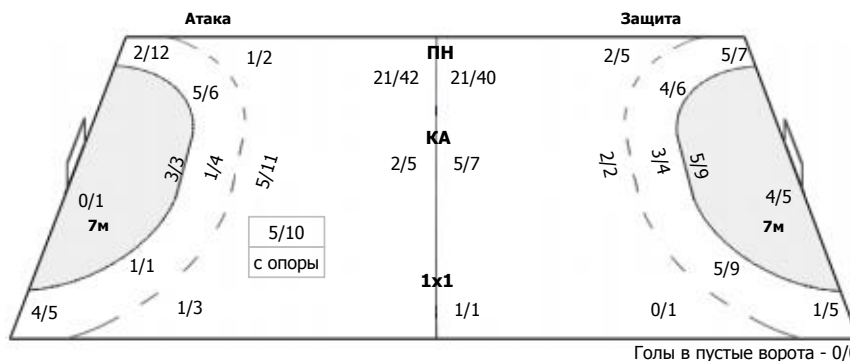 Атака Защита
2/12 1/2 ПН 2/5 5/7
21/42 21/40
5/6 4/6
КА
3/3 1/4 5/11 2/5 5/7 2/2 3/4 5/9
0/1 4/5
7м 7м
5/10
с опоры
1/1 5/9
1x1
4/5 1/3 1/1 0/1 1/5
Голы в пустые ворота - 0/